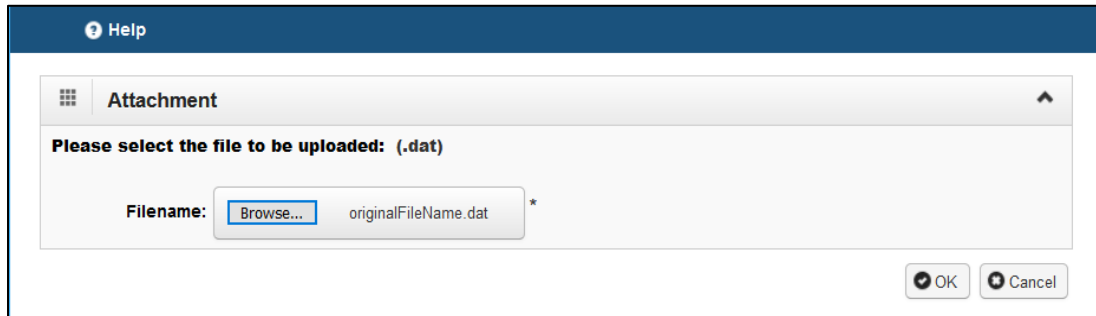 Help
Attachment
Please select the file to be uploaded: (.dat)
Filename: Browse... originalFileName.dat *
OK Cancel